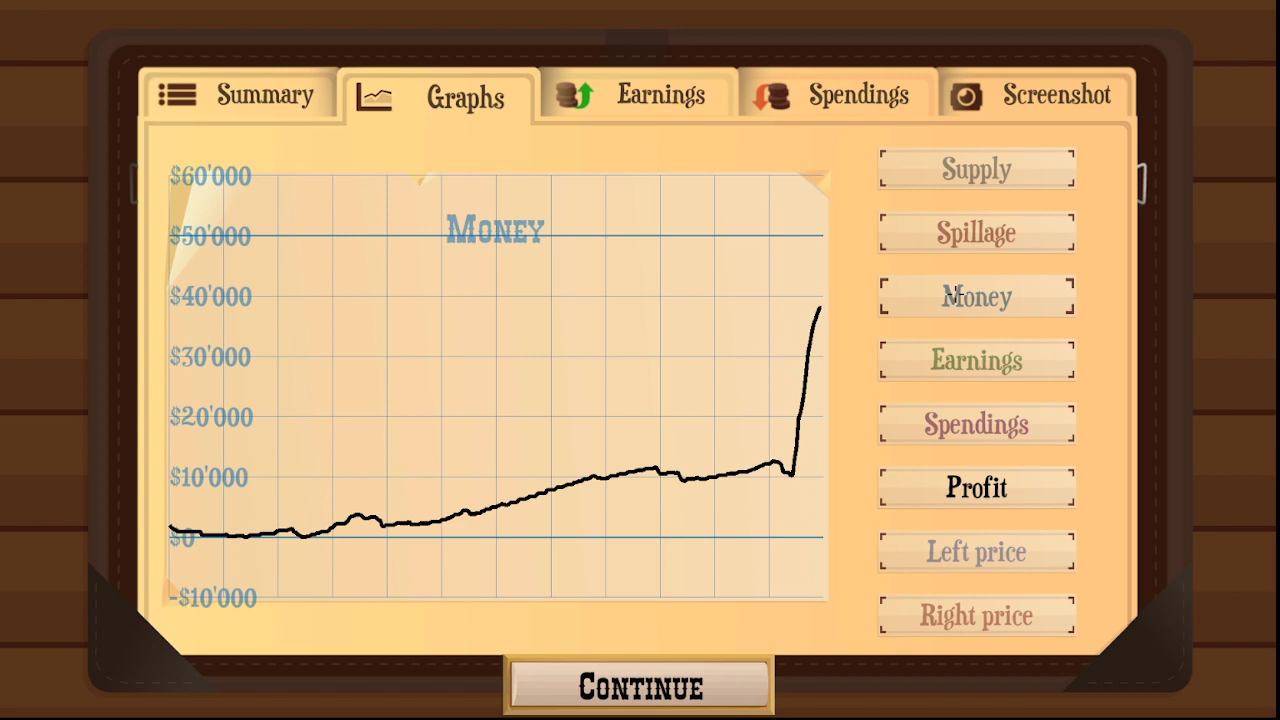 Summary
Graphs
Earnings
Spendings
Screenshot
$60'000
$50'000
$40'000
$30'000
$20'000
$10'000
$0
-$10'000
Money
Supply
Spillage
Money
Earnings
Spendings
Profit
Left price
Right price
Continue